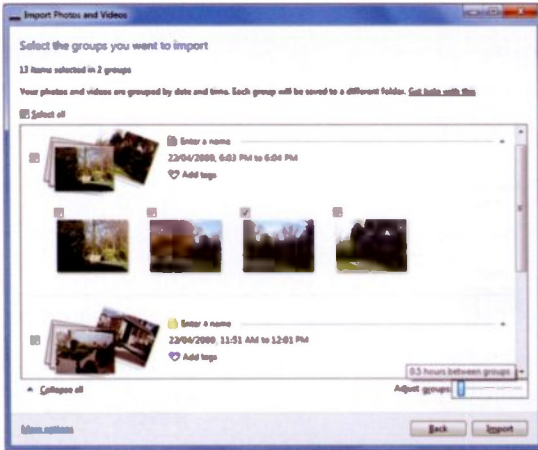 Import Photos and Videos
Select the groups you want to import
13 items selected in 2 groups
Your photos and videos are grouped by date and time. Each group will be saved to a different folder. Get help with this
Select all
Enter a name
22/04/2009, 6:03 PM to 6:04 PM
Add tags
Enter a name
22/04/2009, 11:51 AM to 12:01 PM
Add tags
0.5 hours between groups
Collapse all
Adjust groups:
More options
Back
Import